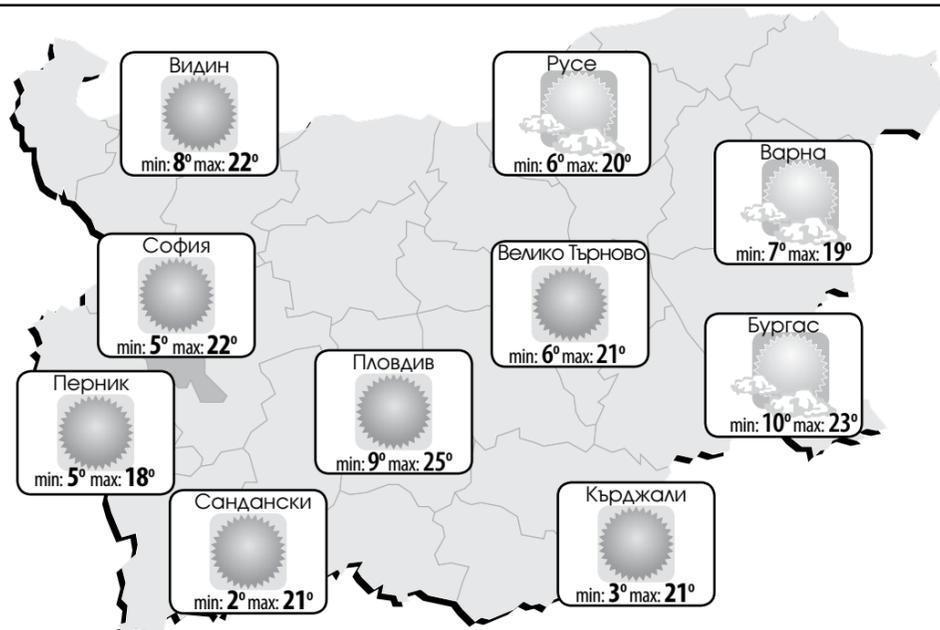 Видин
min: 8° max: 22°
Русе
min: 6° max: 20°
Варна
min: 7° max: 19°
София
min: 5° max: 22°
Велико Търново
min: 6° max: 21°
Бургас
min: 10° max: 23°
Пловдив
min: 9° max: 25°
Перник
min: 5° max: 18°
Сандански
min: 2° max: 21°
Кърджали
min: 3° max: 21°